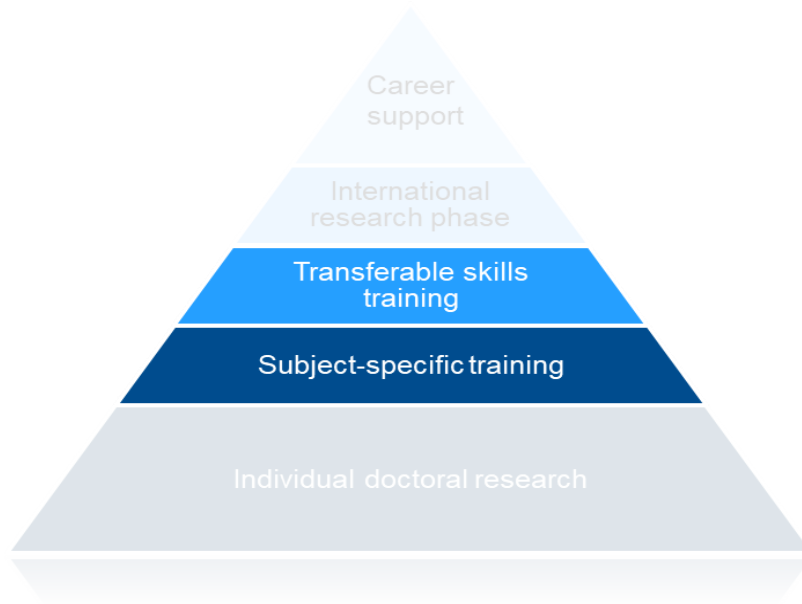 Career
support
International
research phase
Transferable skills
training
Subject-specific training
Individual doctoral research